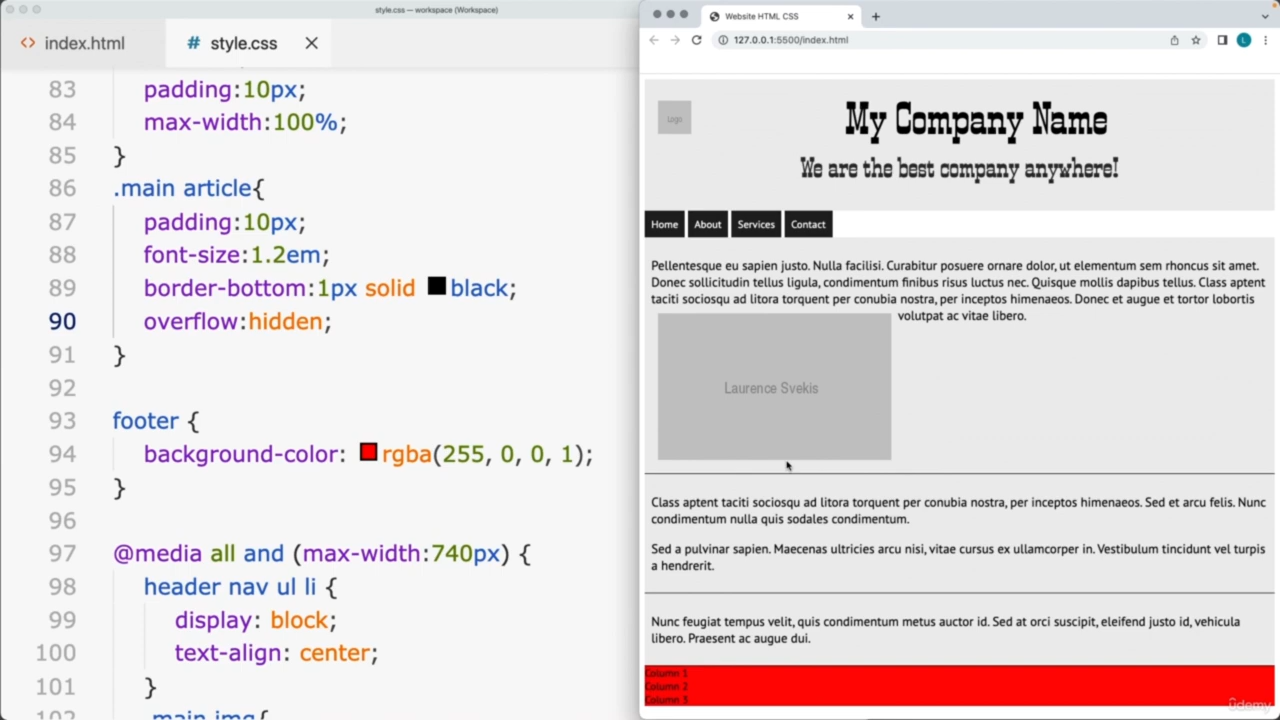 style.css — workspace (Workspace)
index.html
# style.css
83 padding:10px;
84 max-width:100%;
85 }
86 .main article{
87 padding:10px;
88 font-size:1.2em;
89 border-bottom:1px solid black;
90 overflow:hidden;
91 }
92
93 footer {
94 background-color: rgba(255, 0, 0, 1);
95 }
96
97 @media all and (max-width:740px) {
98 header nav ul li {
99 display: block;
100 text-align: center;
101 }
102 .main img{
Website HTML CSS
127.0.0.1:5500/index.html
L
Logo
My Company Name
We are the best company anywhere!
Home About Services Contact
Pellentesque eu sapien justo. Nulla facilisi. Curabitur posuere ornare dolor, ut elementum sem rhoncus sit amet.
Donec sollicitudin tellus ligula, condimentum finibus risus luctus nec. Quisque mollis dapibus tellus. Class aptent
taciti sociosqu ad litora torquent per conubia nostra, per inceptos himenaeos. Donec et augue et tortor lobortis
volutpat ac vitae libero.
Laurence Svekis
Class aptent taciti sociosqu ad litora torquent per conubia nostra, per inceptos himenaeos. Sed et arcu felis. Nunc
condimentum nulla quis sodales condimentum.
Sed a pulvinar sapien. Maecenas ultricies arcu nisi, vitae cursus ex ullamcorper in. Vestibulum tincidunt vel turpis
a hendrerit.
Nunc feugiat tempus velit, quis condimentum metus auctor id. Sed at orci suscipit, eleifend justo id, vehicula
libero. Praesent ac augue dui.
Column 1
Column 2
Column 3
ûdemy